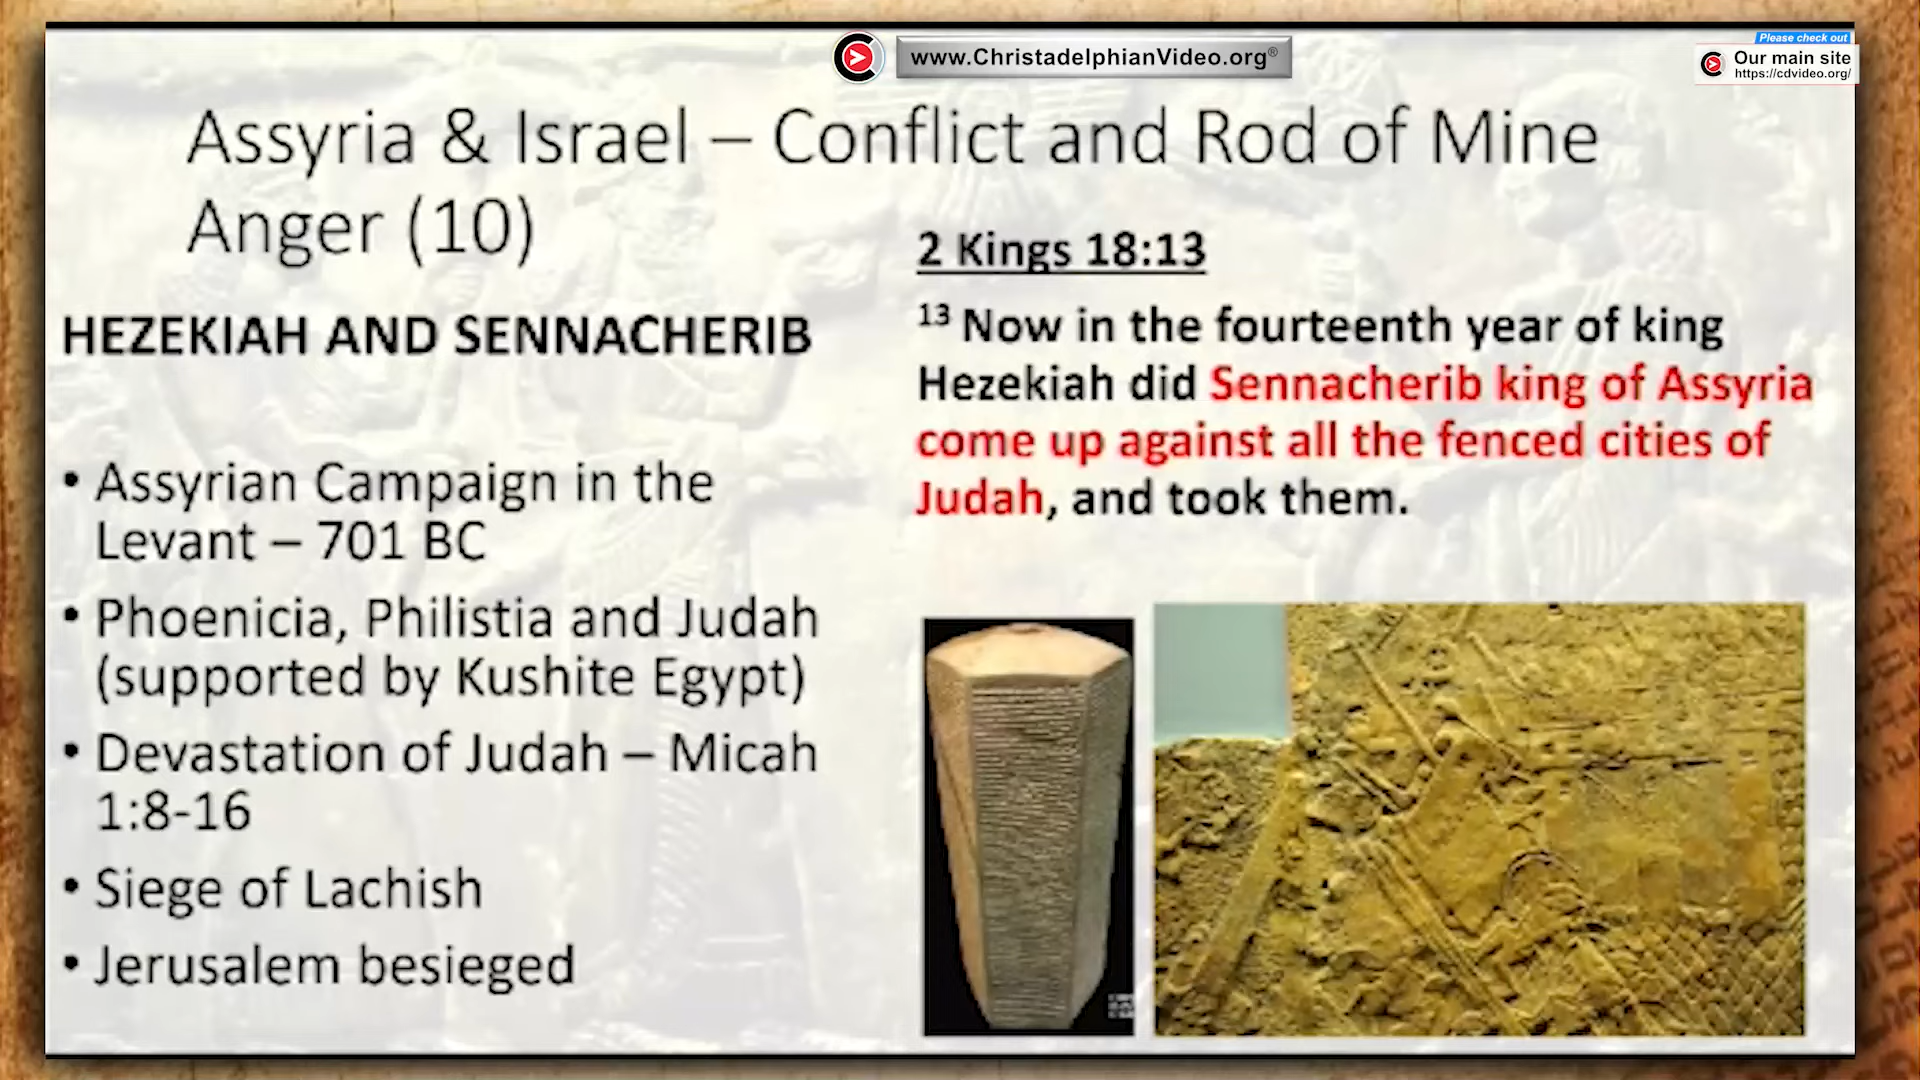 www.ChristadelphianVideo.org®
Please check out
Our main site
https://cdvideo.org/
Assyria & Israel – Conflict and Rod of Mine
Anger (10)
HEZEKIAH AND SENNACHERIB
• Assyrian Campaign in the
Levant – 701 BC
• Phoenicia, Philistia and Judah
(supported by Kushite Egypt)
• Devastation of Judah – Micah
1:8-16
• Siege of Lachish
• Jerusalem besieged
2 Kings 18:13
13 Now in the fourteenth year of king
Hezekiah did Sennacherib king of Assyria
come up against all the fenced cities of
Judah, and took them.